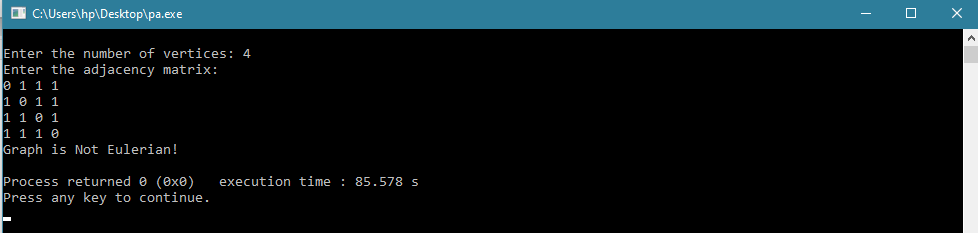 C:\Users\hp\Desktop\pa.exe
Enter the number of vertices: 4
Enter the adjacency matrix:
0 1 1 1
1 0 1 1
1 1 0 1
1 1 1 0
Graph is Not Eulerian!
Process returned 0 (0x0)   execution time : 85.578 s
Press any key to continue.